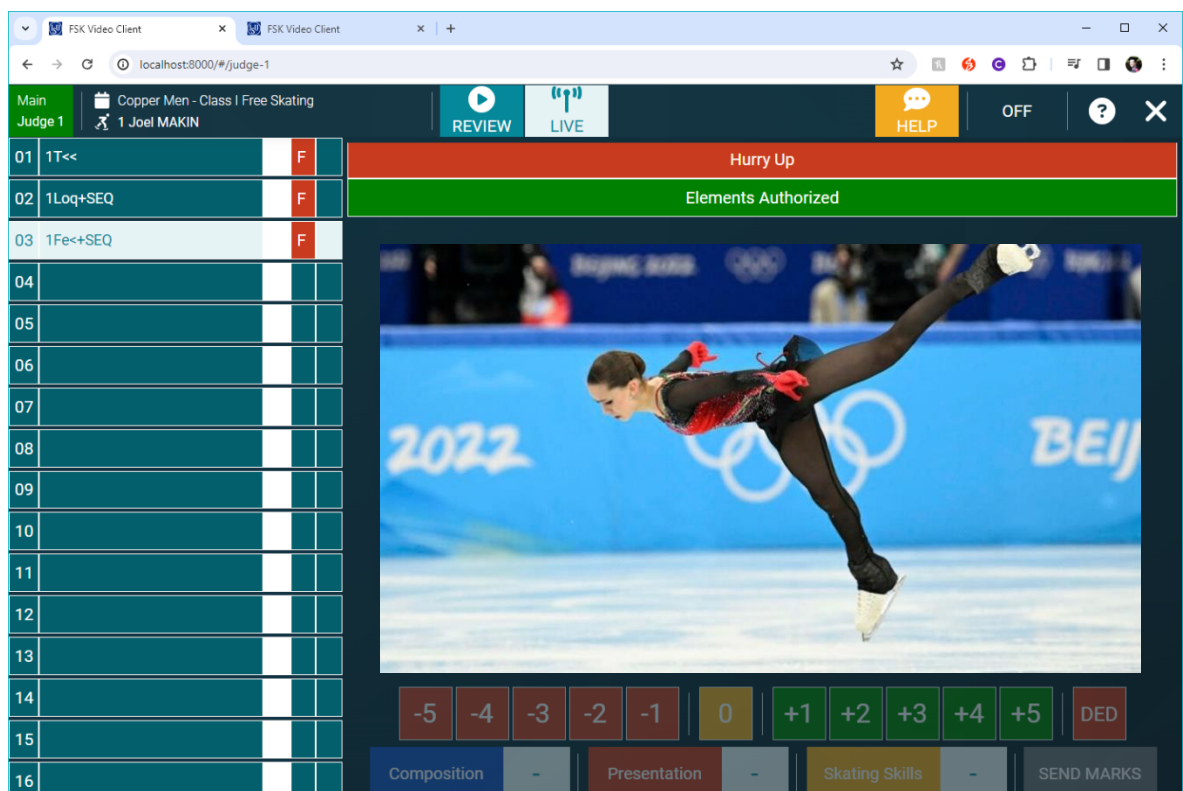 FSK Video Client
FSK Video Client
localhost:8000/#/judge-1
Main
Judge 1
Copper Men - Class I Free Skating
1 Joel MAKIN
REVIEW
LIVE
HELP
OFF
?
01 1T<< F
02 1Loq+SEQ F
03 1Fe<+SEQ F
04
05
06
07
08
09
10
11
12
13
14
15
16
Hurry Up
Elements Authorized
BEIJING 2022
2022
BEIJ
-5 -4 -3 -2 -1 0 +1 +2 +3 +4 +5 DED
Composition - Presentation - Skating Skills - SEND MARKS